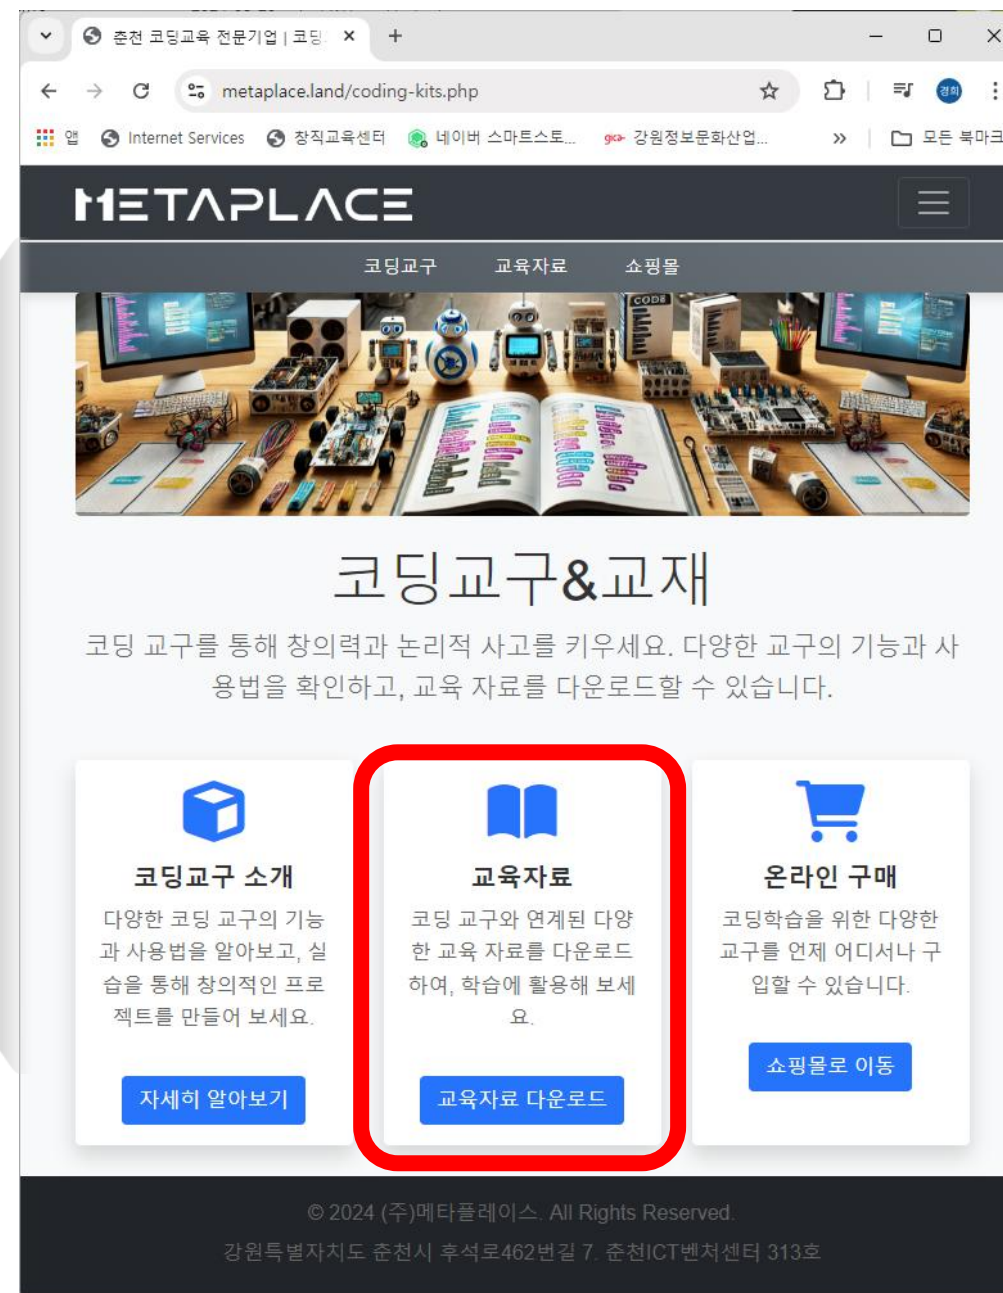 춘천 코딩교육 전문기업 | 코딩
metaplace.land/coding-kits.php
경희
앱 Internet Services 창직교육센터 네이버 스마트스토... gica 강원정보문화산업... » 모든 북마크
METAPLACE
코딩교구 교육자료 쇼핑몰
CODE
코딩교구&교재
코딩 교구를 통해 창의력과 논리적 사고를 키우세요. 다양한 교구의 기능과 사
용법을 확인하고, 교육 자료를 다운로드할 수 있습니다.
코딩교구 소개
다양한 코딩 교구의 기능
과 사용법을 알아보고, 실
습을 통해 창의적인 프로
젝트를 만들어 보세요.
자세히 알아보기
교육자료
코딩 교구와 연계된 다양
한 교육 자료를 다운로드
하여, 학습에 활용해 보세
요.
교육자료 다운로드
온라인 구매
코딩학습을 위한 다양한
교구를 언제 어디서나 구
입할 수 있습니다.
쇼핑몰로 이동
© 2024 (주)메타플레이스. All Rights Reserved.
강원특별자치도 춘천시 후석로462번길 7. 춘천ICT벤처센터 313호